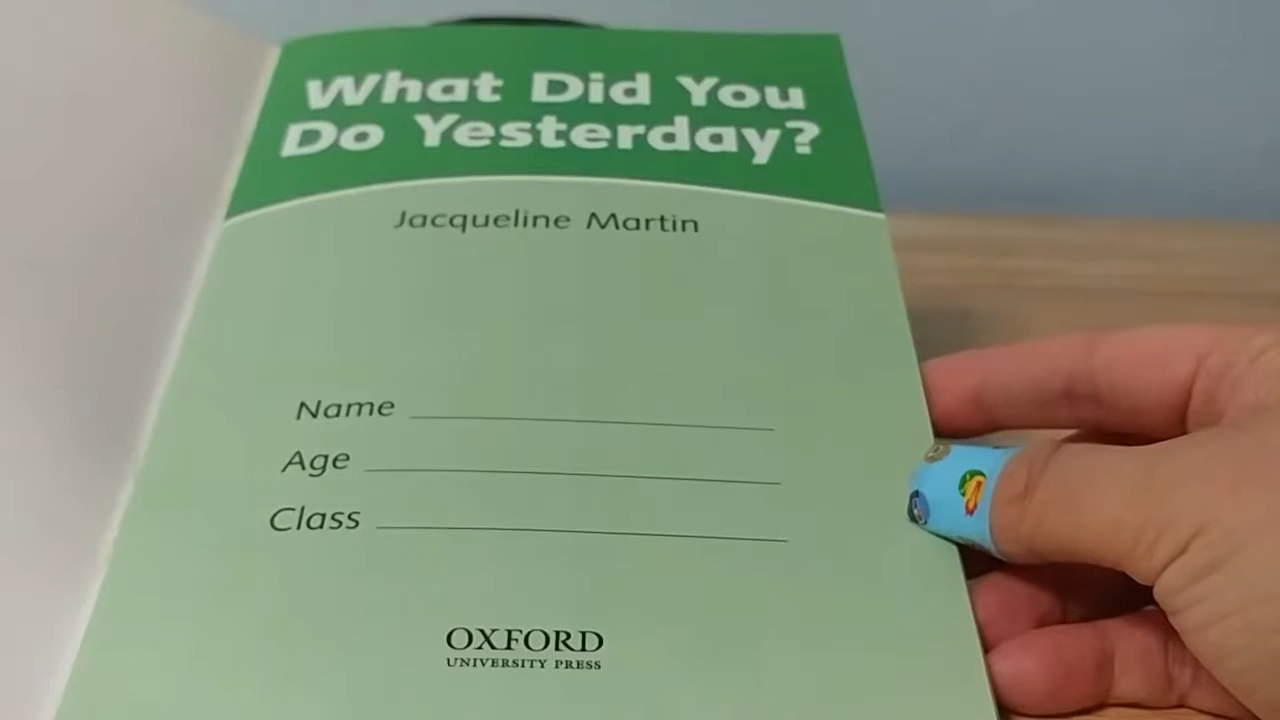 What Did You
Do Yesterday?
Jacqueline Martin
Name
Age
Class
OXFORD
UNIVERSITY PRESS